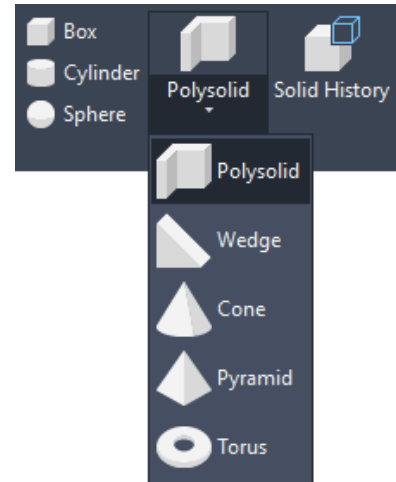 Box
Cylinder
Sphere
Polysolid
Solid History
Polysolid
Wedge
Cone
Pyramid
Torus